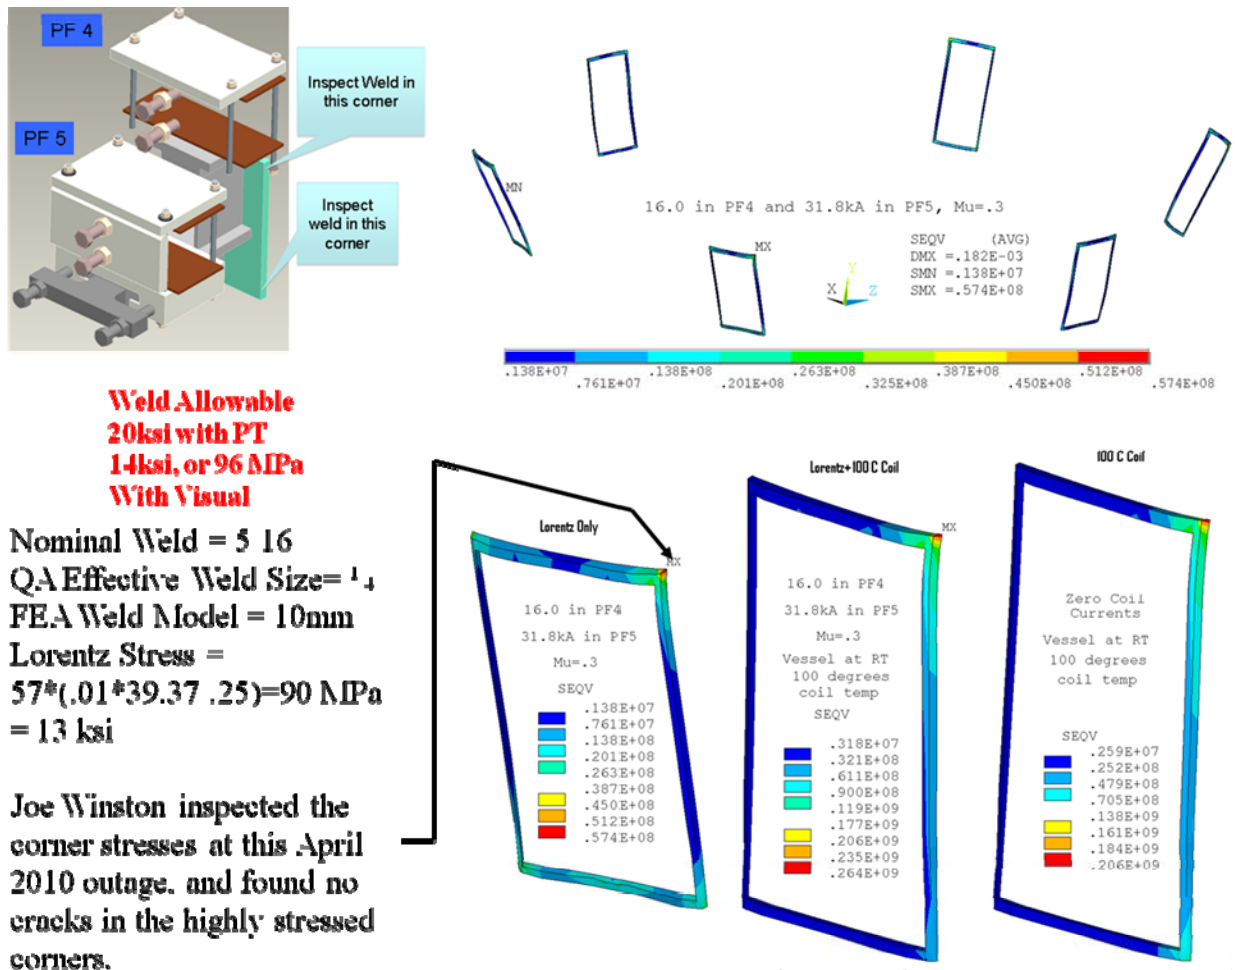 PF 4
Inspect Weld in
this corner
PF 5
Inspect
weld in this
corner
MN
16.0 in PF4 and 31.8kA in PF5, Mu=.3
MX
SEQV (AVG)
DMX =.182E-03
SMN =.138E+07
SMX =.574E+08
Y
X
Z
.138E+07
.761E+07
.138E+08
.201E+08
.263E+08
.325E+08
.387E+08
.450E+08
.512E+08
.574E+08
Weld Allowable
20ksi with PT
14ksi, or 96 MPa
With Visual
Nominal Weld = 5 16
QA Effective Weld Size=
FEA Weld Model = 10mm
Lorentz Stress =
57*(.01*39.37 .25)=90 MPa
= 13 ksi
Joe Winston inspected the
corner stresses at this April
2010 outage. and found no
cracks in the highly stressed
corners.
Lorentz Only
MX
16.0 in PF4
31.8kA in PF5
Mu=.3
SEQV
.138E+07
.761E+07
.138E+08
.201E+08
.263E+08
.387E+08
.450E+08
.512E+08
.574E+08
Lorentz+100 C Coil
MX
16.0 in PF4
31.8kA in PF5
Mu=.3
Vessel at RT
100 degrees
coil temp
SEQV
.318E+07
.321E+08
.611E+08
.900E+08
.119E+09
.177E+09
.206E+09
.235E+09
.264E+09
100 C Coil
Zero Coil
Currents
Vessel at RT
100 degrees
coil temp
SEQV
.259E+07
.252E+08
.479E+08
.705E+08
.138E+09
.161E+09
.184E+09
.206E+09